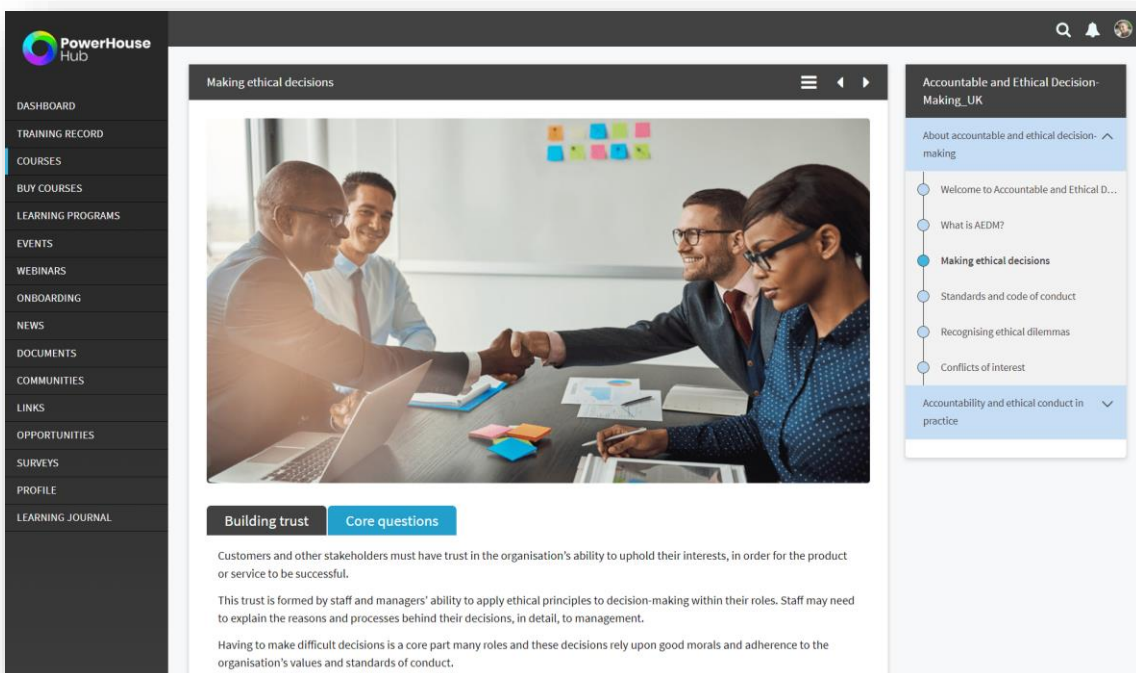 PowerHouse
Hub
DASHBOARD
TRAINING RECORD
COURSES
BUY COURSES
LEARNING PROGRAMS
EVENTS
WEBINARS
ONBOARDING
NEWS
DOCUMENTS
COMMUNITIES
LINKS
OPPORTUNITIES
SURVEYS
PROFILE
LEARNING JOURNAL
Making ethical decisions
Building trust
Core questions
Customers and other stakeholders must have trust in the organisation's ability to uphold their interests, in order for the product
or service to be successful.
This trust is formed by staff and managers' ability to apply ethical principles to decision-making within their roles. Staff may need
to explain the reasons and processes behind their decisions, in detail, to management.
Having to make difficult decisions is a core part many roles and these decisions rely upon good morals and adherence to the
organisation's values and standards of conduct.
Accountable and Ethical Decision-
Making_UK
About accountable and ethical decision-
making
Welcome to Accountable and Ethical D...
What is AEDM?
Making ethical decisions
Standards and code of conduct
Recognising ethical dilemmas
Conflicts of interest
Accountability and ethical conduct in
practice